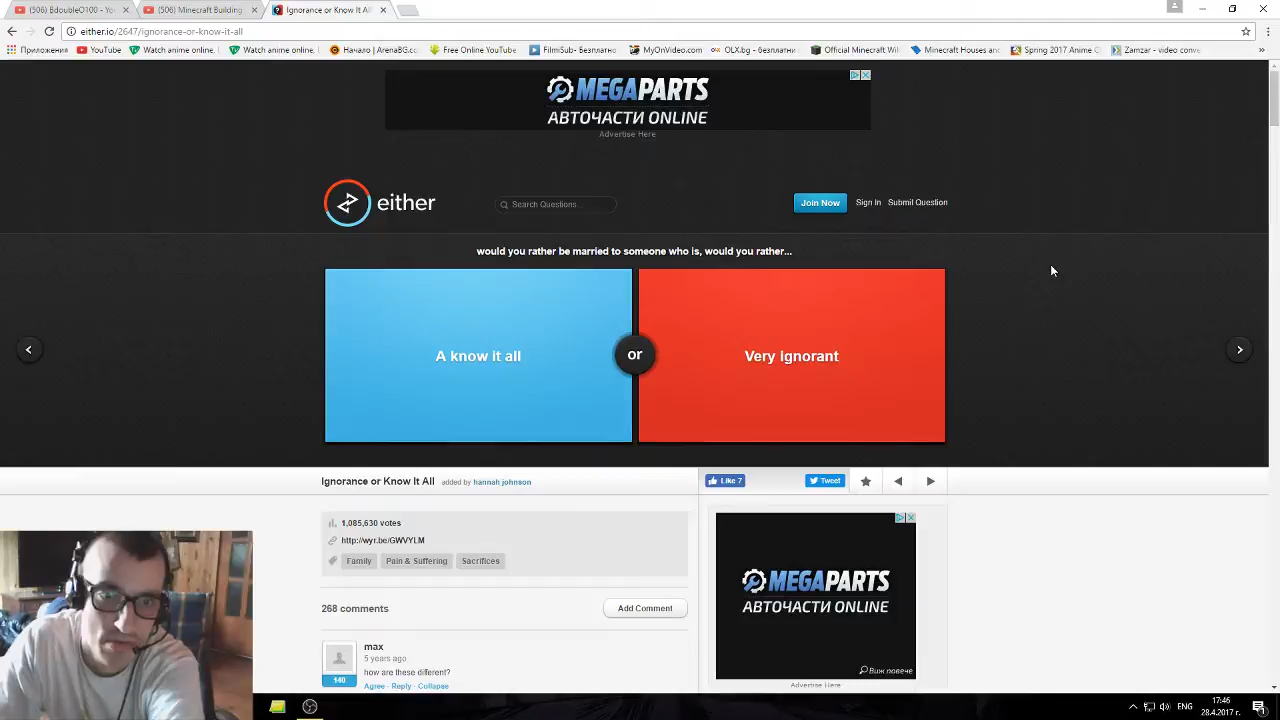 (506) BdoubleO100 - Yo
(506) Minecraft Building
Ignorance or Know It All
either.io/2647/ignorance-or-know-it-all
Приложения
YouTube
Watch anime online,
Watch anime online,
Начало / ArenaBG.co
Free Online YouTube
FilmiSub - Безплатно
MyOnVideo.com
OLX.bg - безплатни
Official Minecraft Wiki
Minecraft Houses and
Spring 2017 Anime C
Zamzar - video conve
MEGAPARTS
АВТОЧАСТИ ONLINE
Advertise Here
either
Search Questions...
Join Now
Sign In
Submit Question
would you rather be married to someone who is, would you rather...
A know it all
or
Very Ignorant
Ignorance or Know It All added by hannah johnson
Like 7
Tweet
1,085,630 votes
http://wyr.be/GWVYLM
Family
Pain & Suffering
Sacrifices
268 comments
Add Comment
max
5 years ago
how are these different?
140
Agree - Reply - Collapse
MEGAPARTS
АВТОЧАСТИ ONLINE
Виж повече
Advertise Here
ENG
17:46
28.4.2017 г.